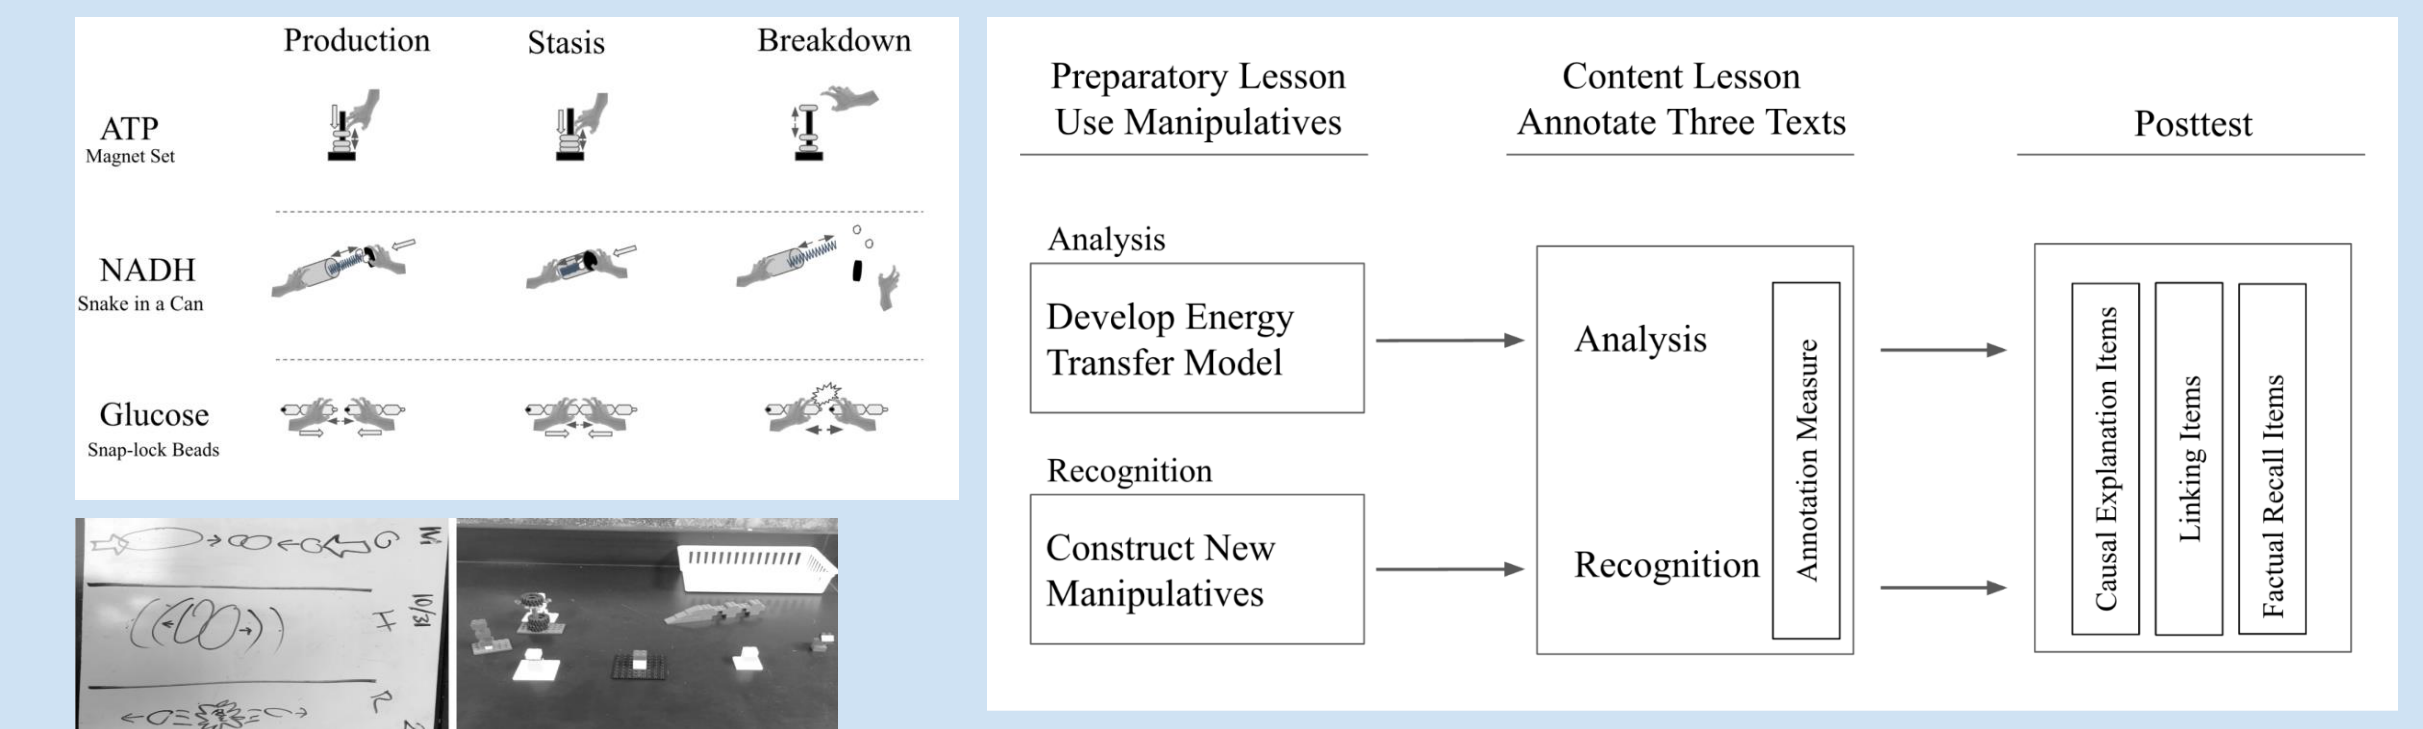 Production Stasis Breakdown
ATP
Magnet Set
NADH
Snake in a Can
Glucose
Snap-lock Beads
G
H
10/31
R
Preparatory Lesson
Use Manipulatives
Content Lesson
Annotate Three Texts
Posttest
Analysis
Develop Energy
Transfer Model
Recognition
Construct New
Manipulatives
Analysis
Recognition
Annotation Measure
Causal Explanation Items
Linking Items
Factual Recall Items